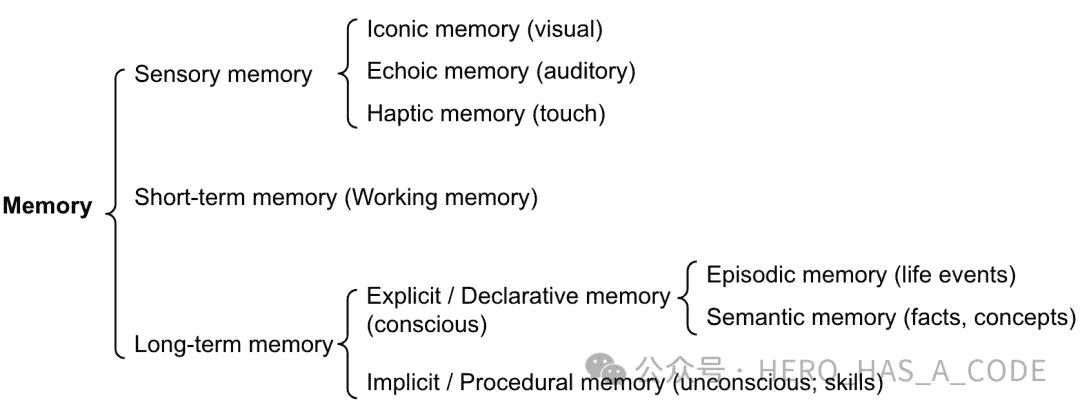 Iconic memory (visual)
Sensory memory
Echoic memory (auditory)
Haptic memory (touch)
Memory
Short-term memory (Working memory)
Episodic memory (life events)
Explicit / Declarative memory
(conscious)
Semantic memory (facts, concepts)
Long-term memory
Implicit / Procedural memory (unconscious; skills)
公众号 · HERO_HAS_A_CODE